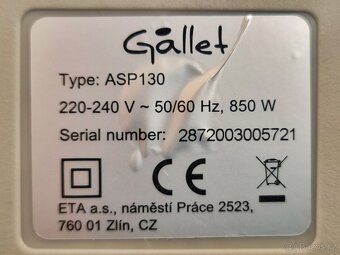 Gallet
Type: ASP130
220-240 V ~ 50/60 Hz, 850 W
Serial number: 2872003005721
CE
ETA a.s., náměstí Práce 2523,
760 01 Zlín, CZ